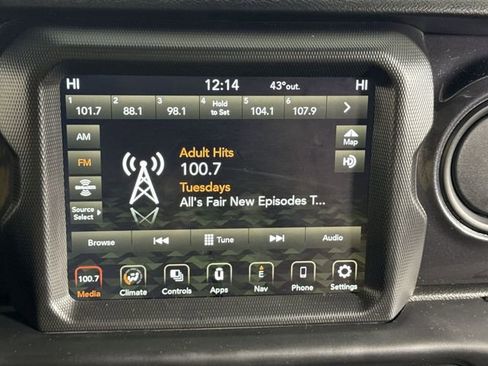 HI 12:14 43°out. HI
1 101.7 2 88.1 3 98.1 4 Hold to Set 5 104.1 6 107.9
AM
Map
Adult Hits
FM
100.7
Tuesdays
All's Fair New Episodes T...
Source Select
Browse Tune Audio
100.7 E
Media Climate Controls Apps Nav Phone Settings